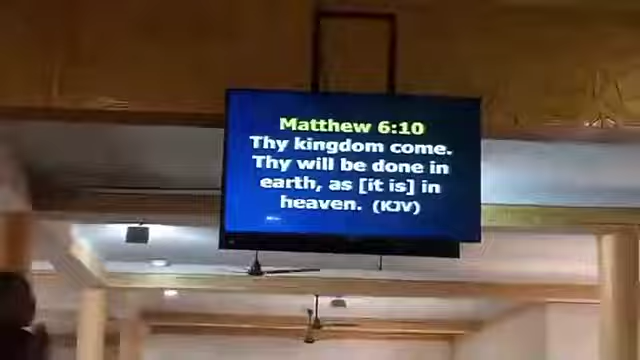 Matthew 6:10
Thy kingdom come.
Thy will be done in
earth, as [it is] in
heaven. (KJV)